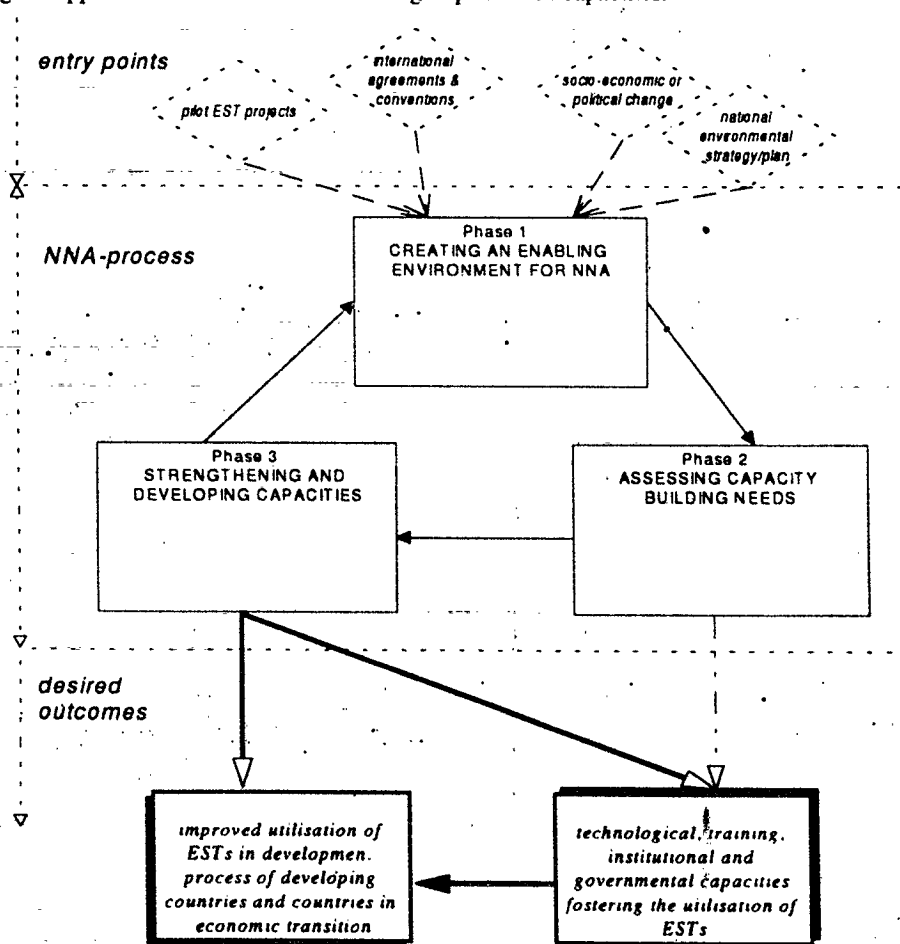 entry points
pilot EST projects
international
agreements &
conventions
socio-economic or
political change
national
environmental
strategy/plan
NNA-process
Phase 1
CREATING AN ENABLING
ENVIRONMENT FOR NNA
Phase 3
STRENGTHENING AND
DEVELOPING CAPACITIES
Phase 2
ASSESSING CAPACITY
BUILDING NEEDS
desired
outcomes
improved utilisation of
ESTs in developmen.
process of developing
countries and countries in
economic transition
technological, training,
institutional and
governmental capacities
fostering the utilisation of
ESTs